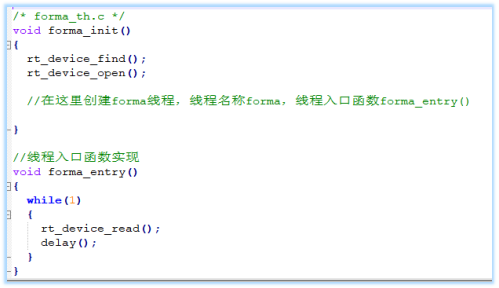 /* forma_th.c */
void forma_init()
{
rt_device_find();
rt_device_open();
//在这里创建forma线程，线程名称forma，线程入口函数forma_entry()
}
//线程入口函数实现
void forma_entry()
{
while(1)
{
rt_device_read();
delay();
}
}